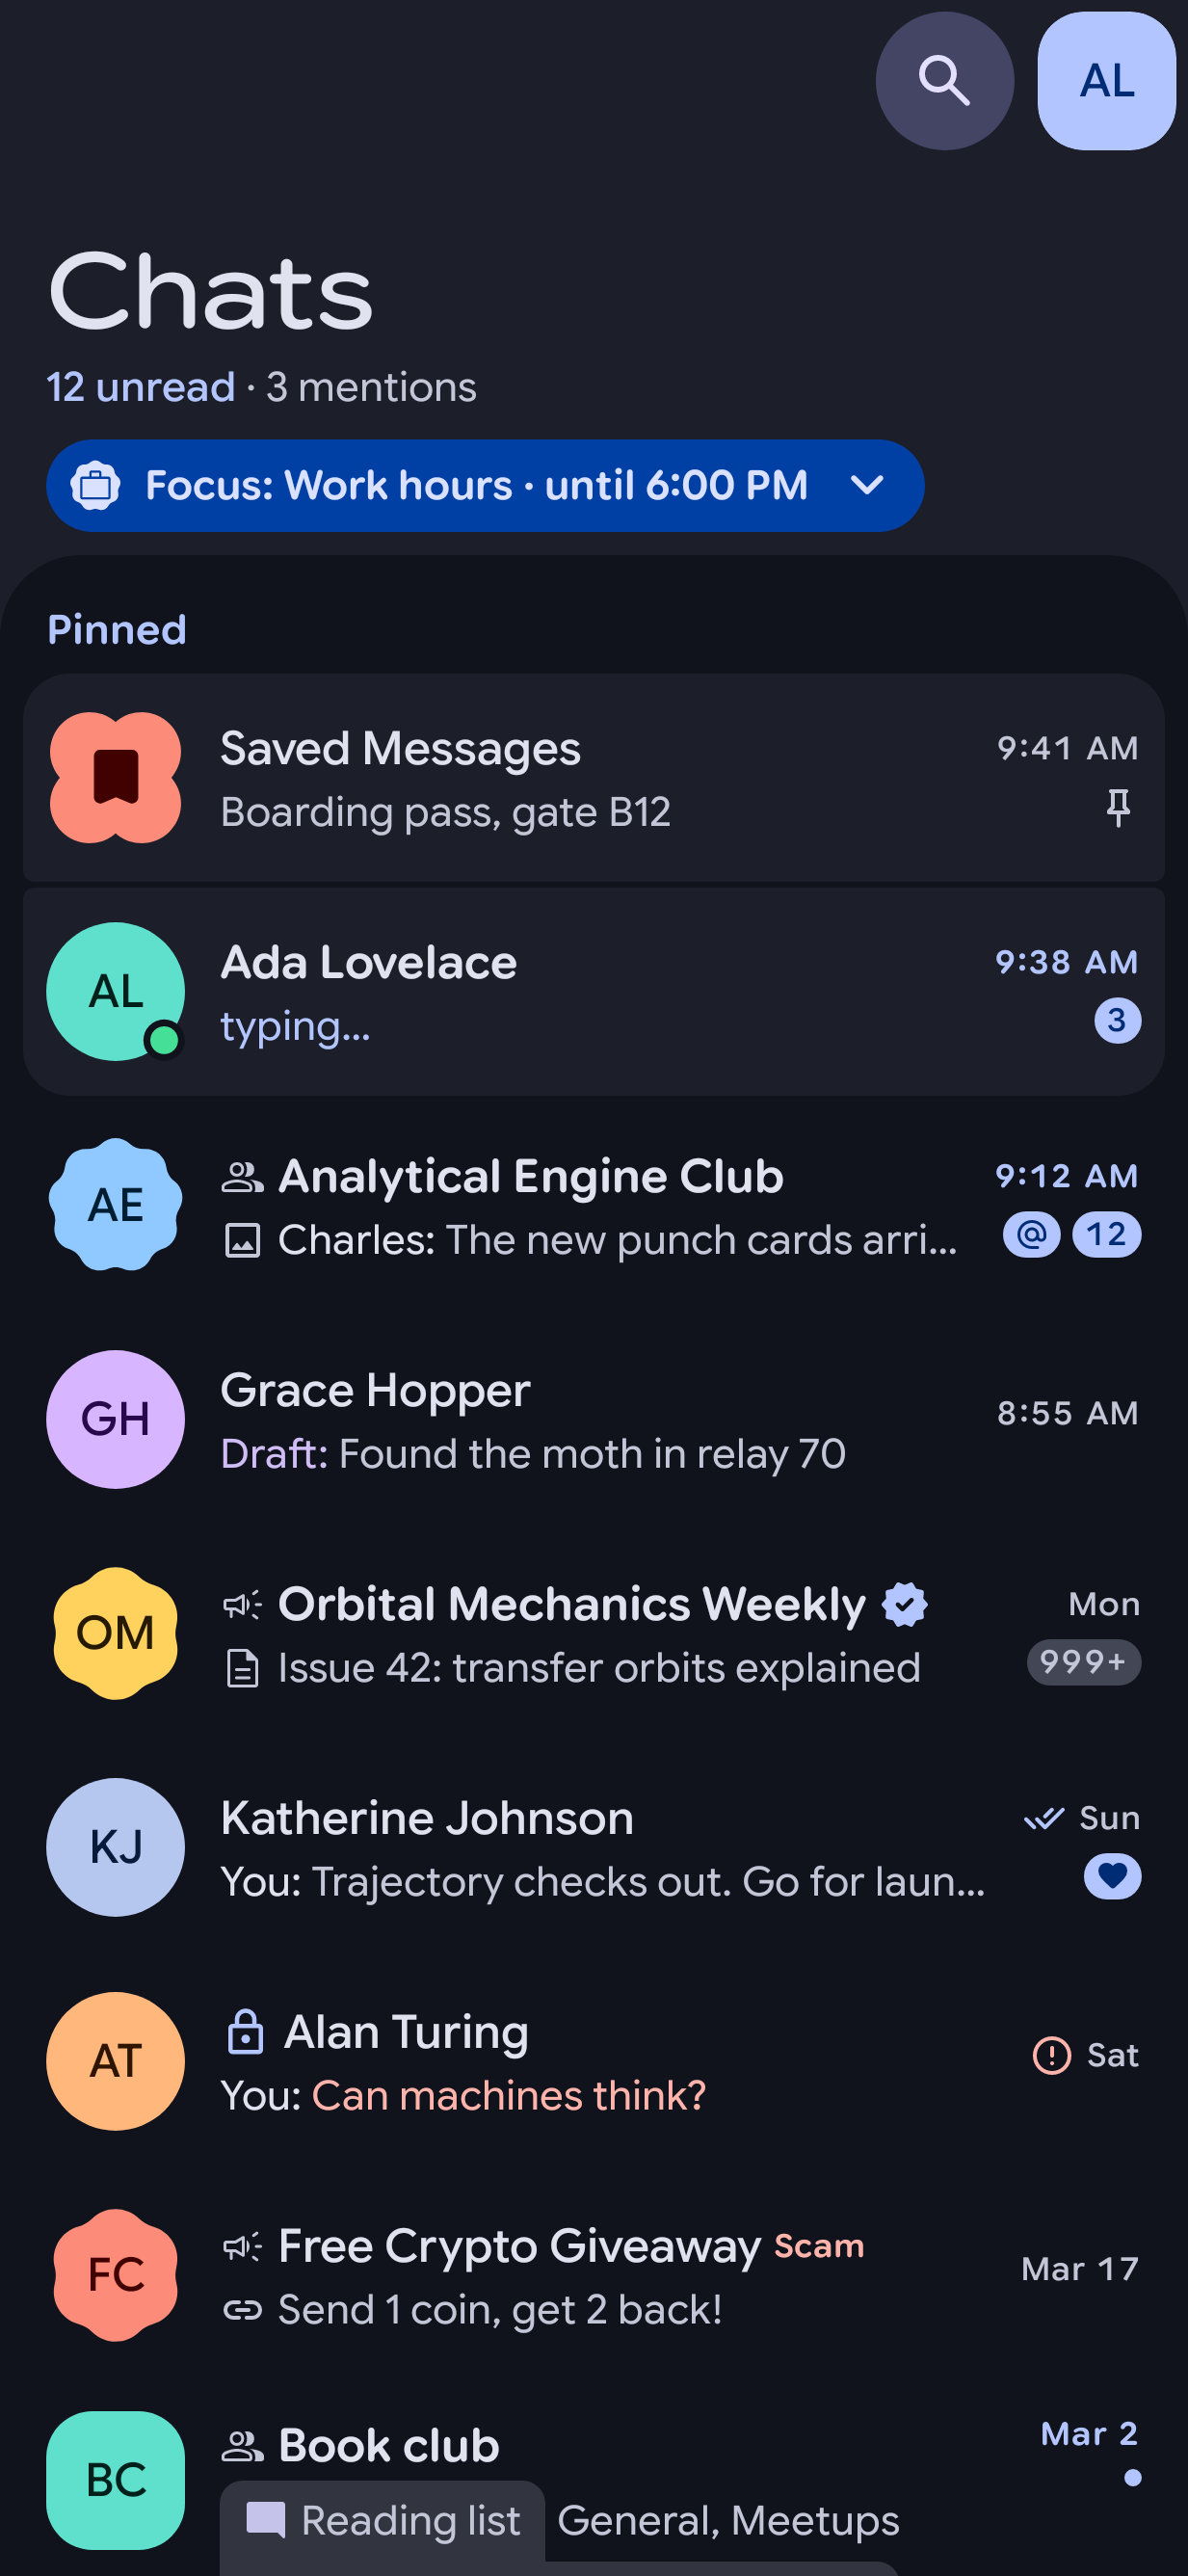 AL
Chats
12 unread · 3 mentions
Focus: Work hours · until 6:00 PM
Pinned
Saved Messages
9:41 AM
Boarding pass, gate B12
AL
Ada Lovelace
9:38 AM
typing...
3
AE
Analytical Engine Club
9:12 AM
Charles: The new punch cards arri...
@ 12
GH
Grace Hopper
8:55 AM
Draft: Found the moth in relay 70
OM
Orbital Mechanics Weekly
Mon
Issue 42: transfer orbits explained
999+
KJ
Katherine Johnson
Sun
You: Trajectory checks out. Go for laun...
AT
Alan Turing
Sat
You: Can machines think?
FC
Free Crypto Giveaway Scam
Mar 17
Send 1 coin, get 2 back!
BC
Book club
Mar 2
Reading list General, Meetups